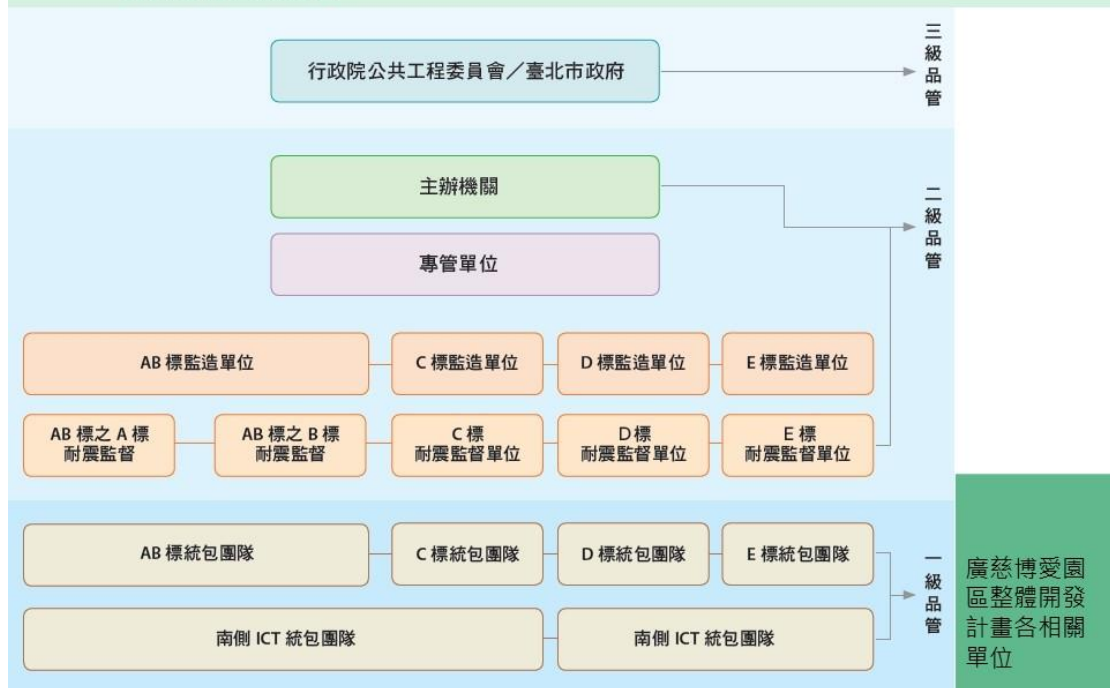 行政院公共工程委員會／臺北市政府
三級品管
主辦機關
二級品管
專管單位
AB 標監造單位
C 標監造單位
D 標監造單位
E 標監造單位
AB 標之 A 標
耐震監督
AB 標之 B 標
耐震監督
C 標
耐震監督單位
D 標
耐震監督單位
E 標
耐震監督單位
AB 標統包團隊
C 標統包團隊
D 標統包團隊
E 標統包團隊
一級品管
南側 ICT 統包團隊
南側 ICT 統包團隊
廣慈博愛園
區整體開發
計畫各相關
單位